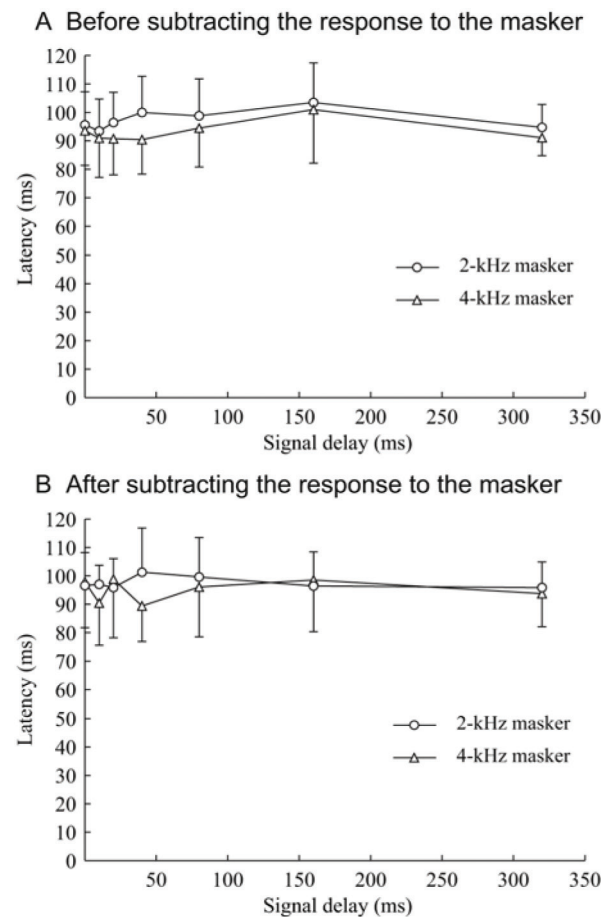 A Before subtracting the response to the masker
120
110
100
90
80
70
60
50
40
30
20
10
0
Latency (ms)
2-kHz masker
4-kHz masker
50 100 150 200 250 300 350
Signal delay (ms)
B After subtracting the response to the masker
120
110
100
90
80
70
60
50
40
30
20
10
0
Latency (ms)
2-kHz masker
4-kHz masker
50 100 150 200 250 300 350
Signal delay (ms)